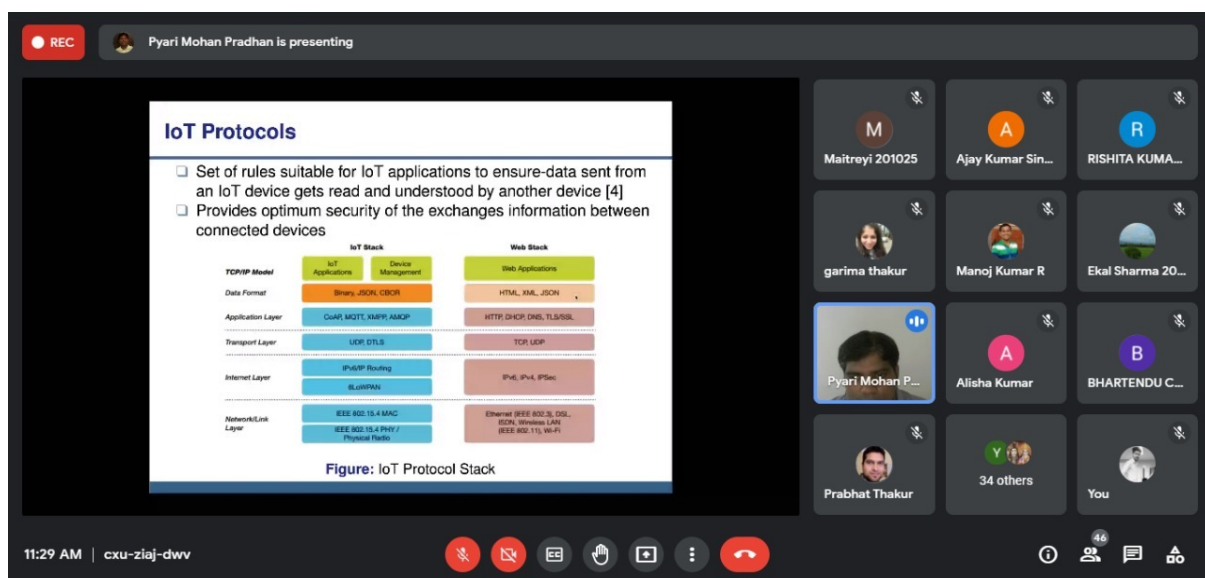 REC
Pyari Mohan Pradhan is presenting
IoT Protocols
Set of rules suitable for IoT applications to ensure-data sent from
an IoT device gets read and understood by another device [4]
Provides optimum security of the exchanges information between
connected devices
IoT Stack
Web Stack
TCP/IP Model
IoT
Applications
Device
Management
Web Applications
Data Format
Binary, JSON, CBOR
HTML, XML, JSON
Application Layer
CoAP, MQTT, XMPP, AMQP
HTTP, DHCP, DNS, TLS/SSL
Transport Layer
UDP, DTLS
TCP, UDP
Internet Layer
IPv6/IP Routing
6LoWPAN
IPv6, IPv4, IPSec
Network/Link
Layer
IEEE 802.15.4 MAC
IEEE 802.15.4 PHY /
Physical Radio
Ethernet (IEEE 802.3), DSL,
ISDN, Wireless LAN
(IEEE 802.11), Wi-Fi
Figure: IoT Protocol Stack
M
Maitreyi 201025
A
Ajay Kumar Sin...
R
RISHITA KUMA...
garima thakur
Manoj Kumar R
Ekal Sharma 20...
Pyari Mohan P...
A
Alisha Kumar
B
BHARTENDU C...
Prabhat Thakur
Y
34 others
You
11:29 AM | cxu-ziaj-dwv
CC
46